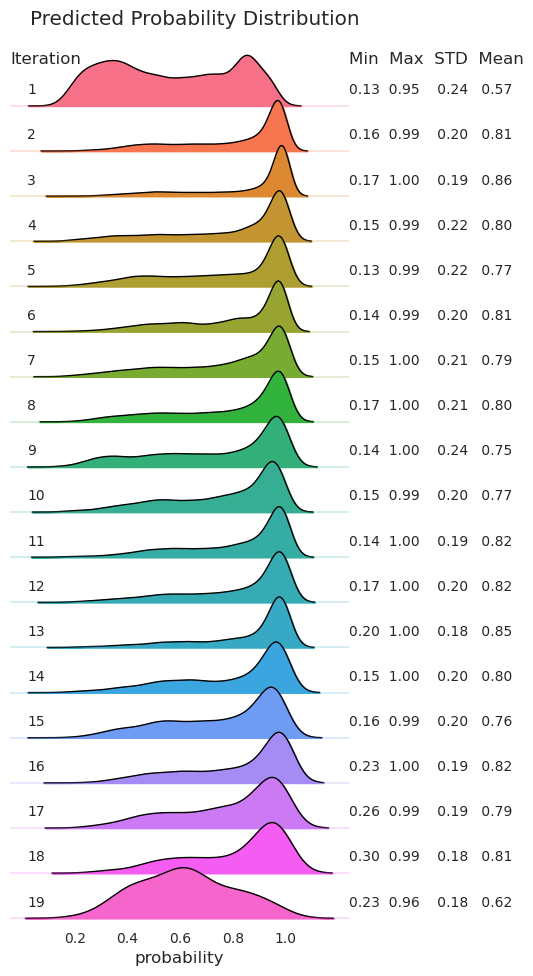 Predicted Probability Distribution
Iteration Min Max STD Mean
1 0.13 0.95 0.24 0.57
2 0.16 0.99 0.20 0.81
3 0.17 1.00 0.19 0.86
4 0.15 0.99 0.22 0.80
5 0.13 0.99 0.22 0.77
6 0.14 0.99 0.20 0.81
7 0.15 1.00 0.21 0.79
8 0.17 1.00 0.21 0.80
9 0.14 1.00 0.24 0.75
10 0.15 0.99 0.20 0.77
11 0.14 1.00 0.19 0.82
12 0.17 1.00 0.20 0.82
13 0.20 1.00 0.18 0.85
14 0.15 1.00 0.20 0.80
15 0.16 0.99 0.20 0.76
16 0.23 1.00 0.19 0.82
17 0.26 0.99 0.19 0.79
18 0.30 0.99 0.18 0.81
19 0.23 0.96 0.18 0.62
0.2 0.4 0.6 0.8 1.0
probability